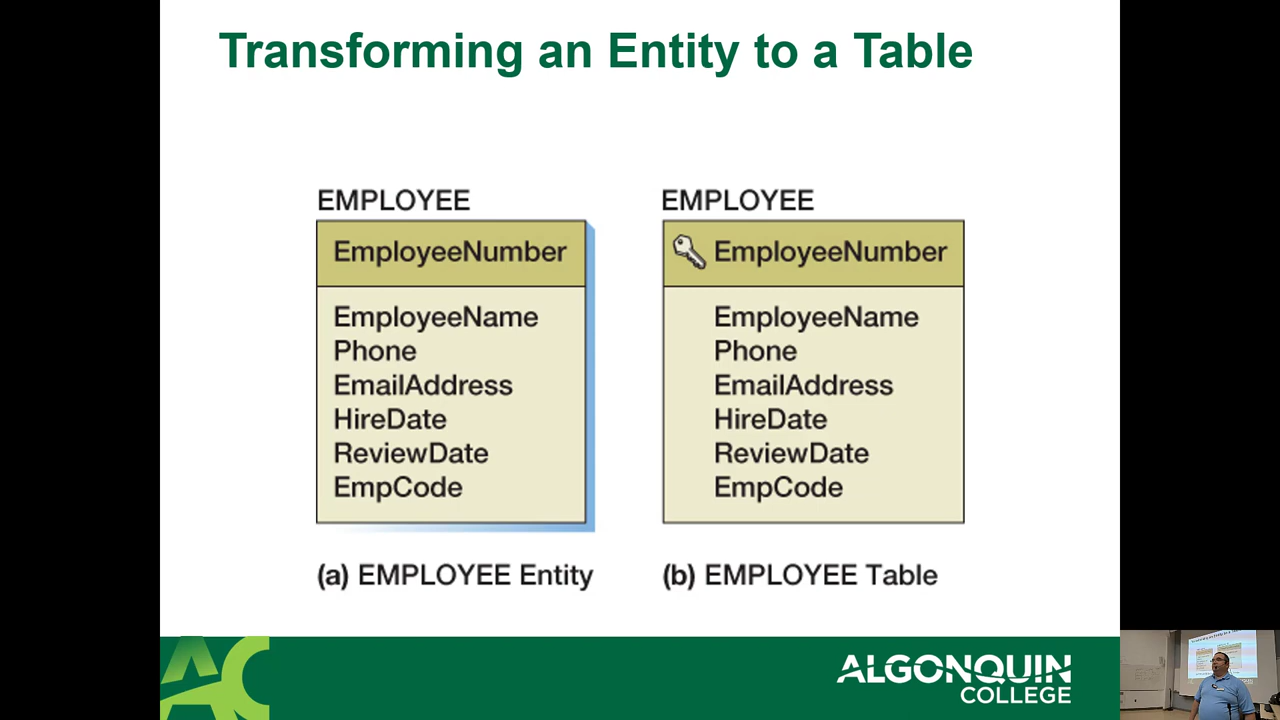 Transforming an Entity to a Table
EMPLOYEE
EmployeeNumber
EmployeeName
Phone
EmailAddress
HireDate
ReviewDate
EmpCode
(a) EMPLOYEE Entity
EMPLOYEE
EmployeeNumber
EmployeeName
Phone
EmailAddress
HireDate
ReviewDate
EmpCode
(b) EMPLOYEE Table
AC
ALGONQUIN
COLLEGE